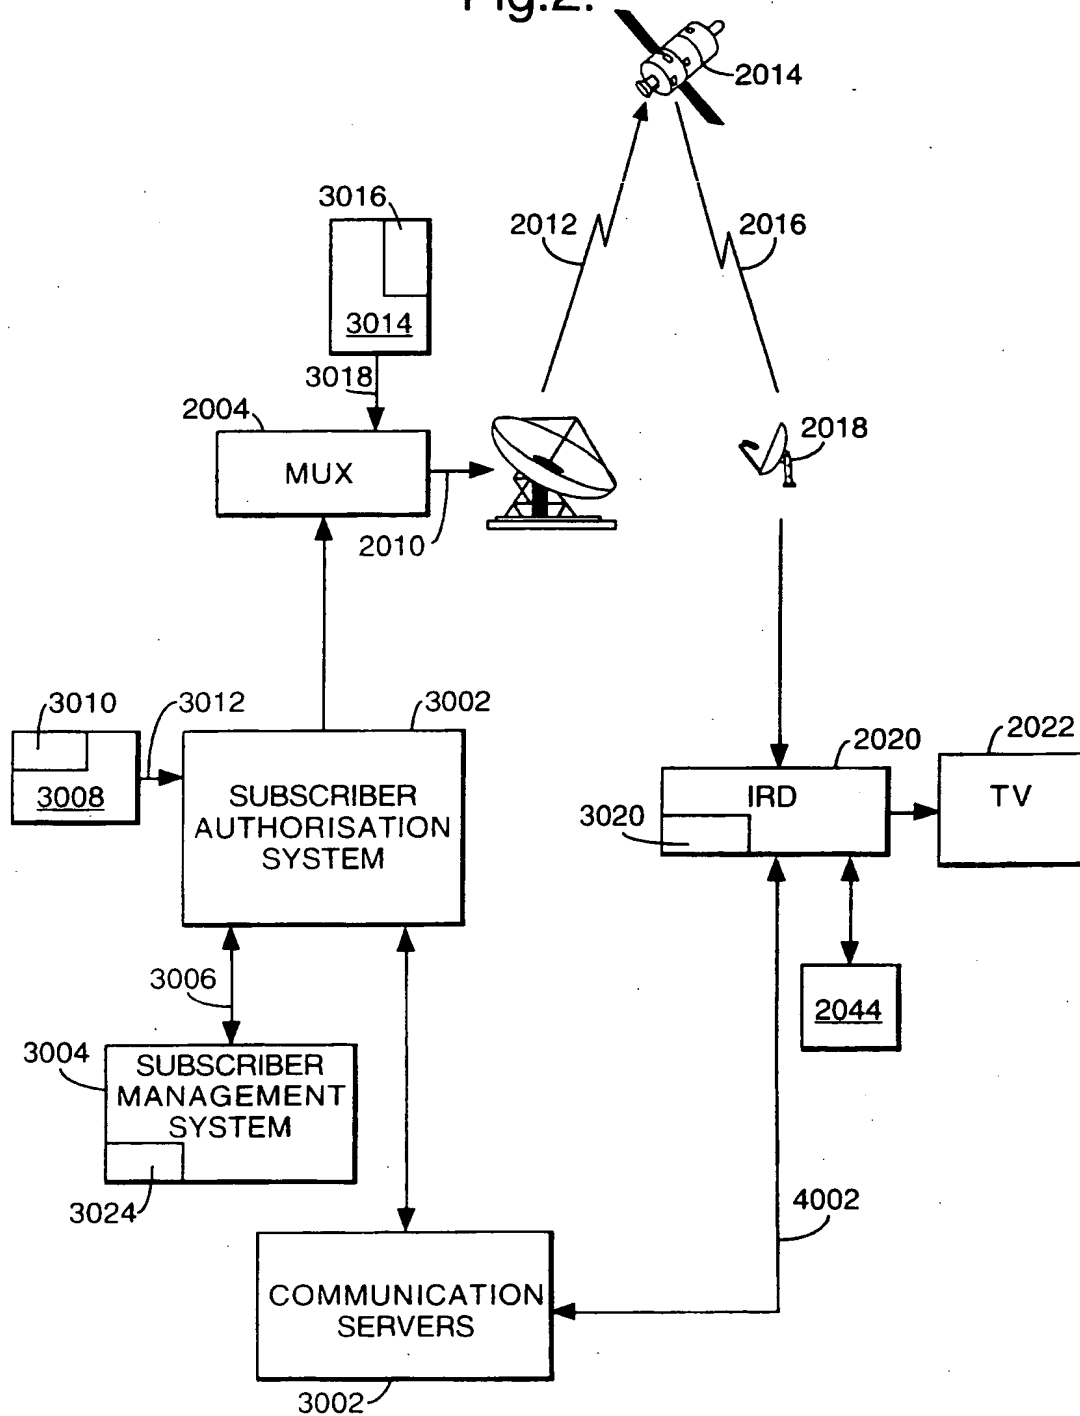 Fig.2.
2014
3016
2012
2016
3014
3018
2004
2018
MUX
2010
3010
3012
3002
2022
2020
3008
SUBSCRIBER
AUTHORISATION
SYSTEM
IRD
TV
3020
3006
2044
3004
SUBSCRIBER
MANAGEMENT
SYSTEM
3024
4002
COMMUNICATION
SERVERS
3002